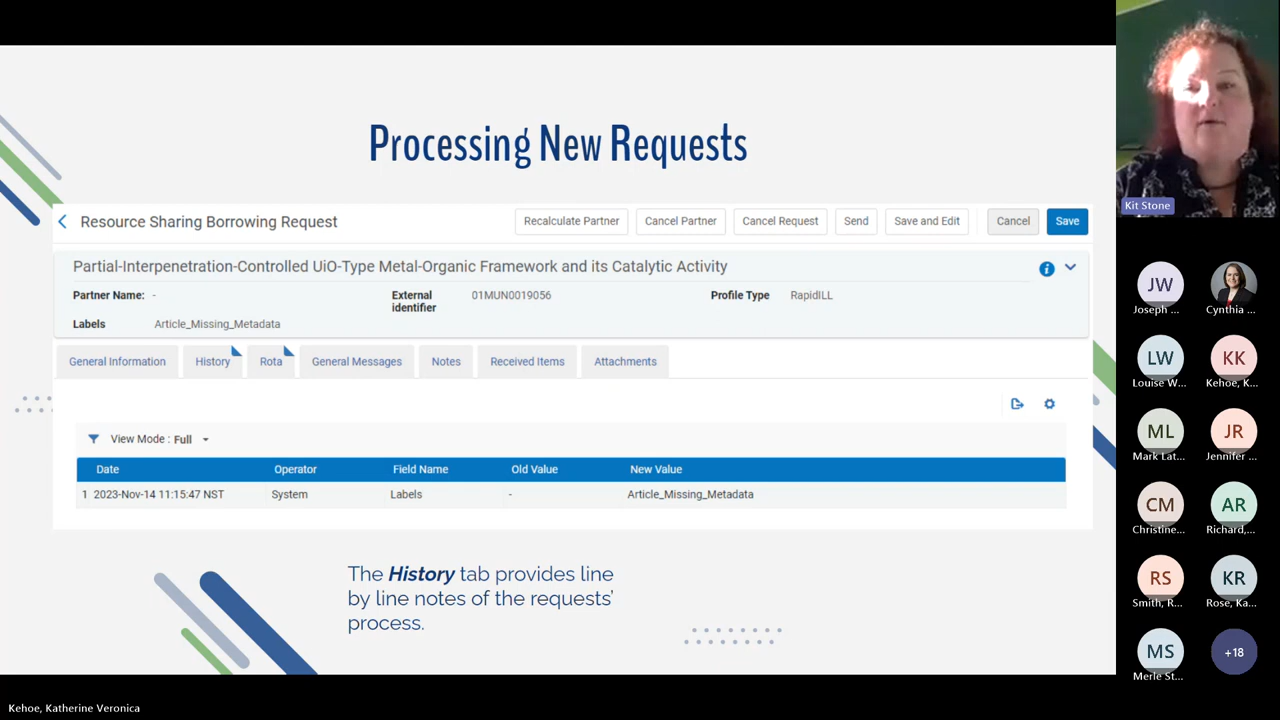 Processing New Requests
Resource Sharing Borrowing Request
Recalculate Partner
Cancel Partner
Cancel Request
Send
Save and Edit
Cancel
Save
Partial-Interpenetration-Controlled UiO-Type Metal-Organic Framework and its Catalytic Activity
Partner Name: -
External identifier 01MUN0019056
Profile Type RapidILL
Labels Article_Missing_Metadata
General Information
History
Rota
General Messages
Notes
Received Items
Attachments
View Mode : Full
Date Operator Field Name Old Value New Value
1 2023-Nov-14 11:15:47 NST System Labels - Article_Missing_Metadata
The History tab provides line
by line notes of the requests’
process.
Kit Stone
JW
Joseph ...
Cynthia ...
LW
Louise W...
KK
Kehoe, K...
ML
Mark Lat...
JR
Jennifer ...
CM
Christine...
AR
Richard,...
RS
Smith, R...
KR
Rose, Ka...
MS
Merle St...
+18
Kehoe, Katherine Veronica